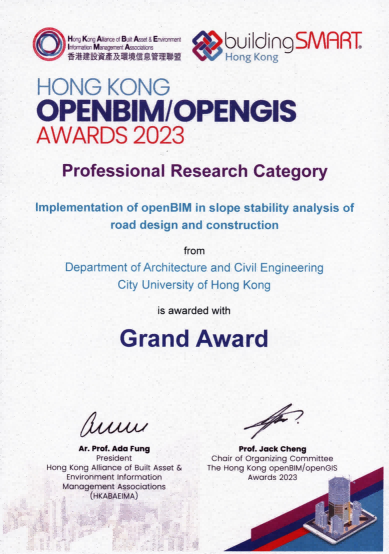 Hong Kong Alliance of Built Asset & Environment
Information Management Associations
香港建設資產及環境信息管理聯盟
buildingSMART®
Hong Kong
HONG KONG
OPENBIM/OPENGIS
AWARDS 2023
Professional Research Category
Implementation of openBIM in slope stability analysis of
road design and construction
from
Department of Architecture and Civil Engineering
City University of Hong Kong
is awarded with
Grand Award
Ar. Prof. Ada Fung
President
Hong Kong Alliance of Built Asset &
Environment Information
Management Associations
(HKABAEIMA)
Prof. Jack Cheng
Chair of Organizing Committee
The Hong Kong openBIM/openGIS
Awards 2023